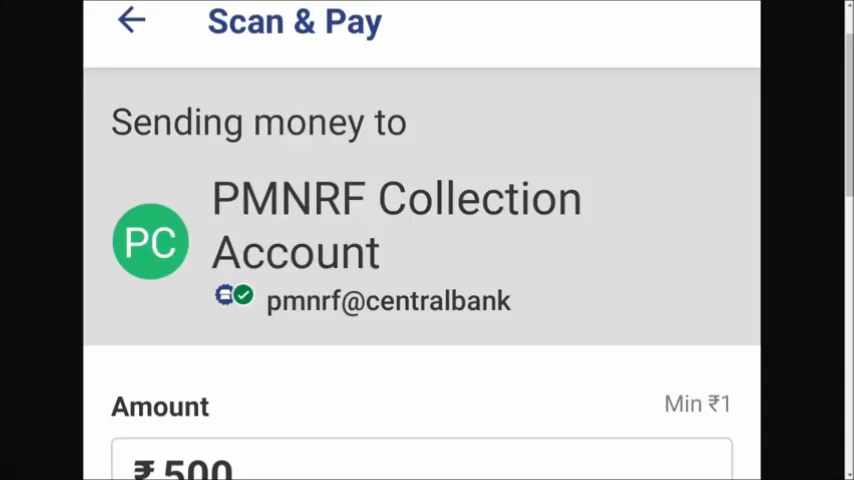 Scan & Pay
Sending money to
PC
PMNRF Collection
Account
pmnrf@centralbank
Amount
Min ₹1
₹500